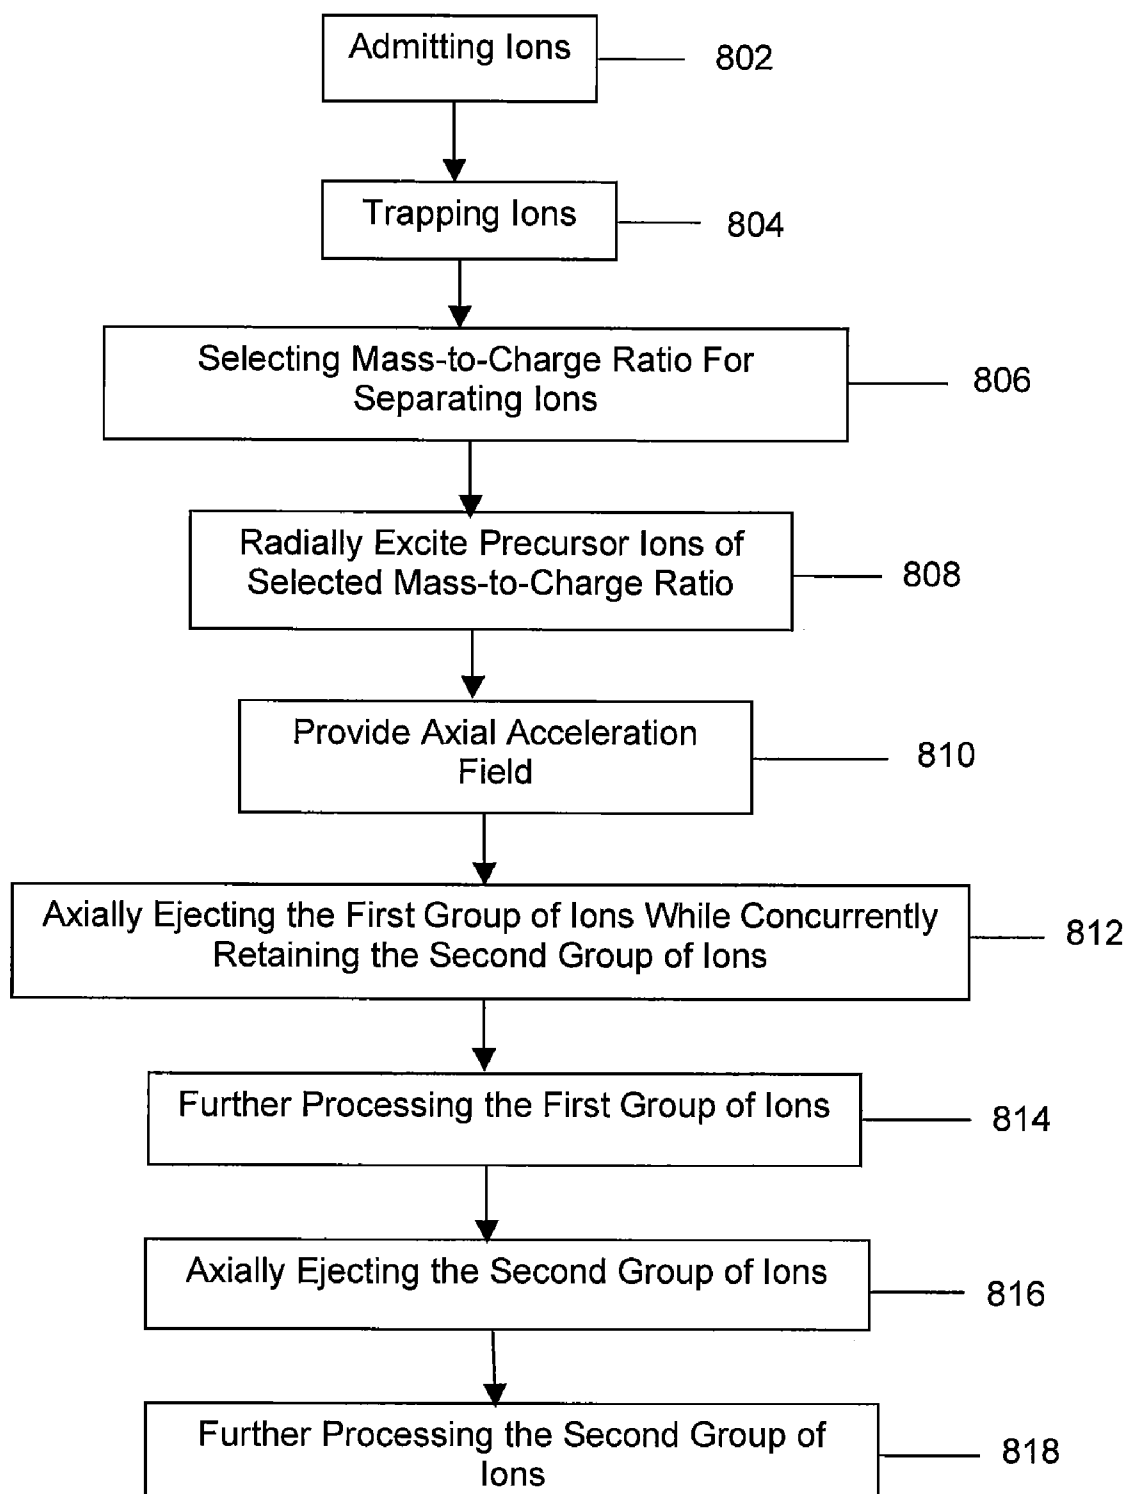 Admitting Ions
802
Trapping Ions
804
Selecting Mass-to-Charge Ratio For
Separating Ions
806
Radially Excite Precursor Ions of
Selected Mass-to-Charge Ratio
808
Provide Axial Acceleration
Field
810
Axially Ejecting the First Group of Ions While Concurrently
Retaining the Second Group of Ions
812
Further Processing the First Group of Ions
814
Axially Ejecting the Second Group of Ions
816
Further Processing the Second Group of
Ions
818